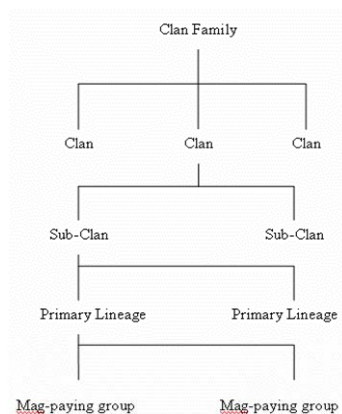 Clan Family
Clan Clan Clan
Sub-Clan Sub-Clan
Primary Lineage Primary Lineage
Mag-paying group Mag-paying group